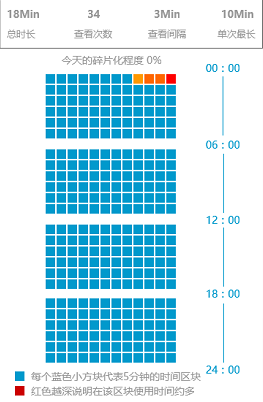 18Min 34 3Min 10Min
总时长 查看次数 查看间隔 单次最长
今天的碎片化程度 0%
00 : 00
06 : 00
12 : 00
18 : 00
24 : 00
每个蓝色小方块代表5分钟的时间区块
红色越深说明在该区块使用时间约多